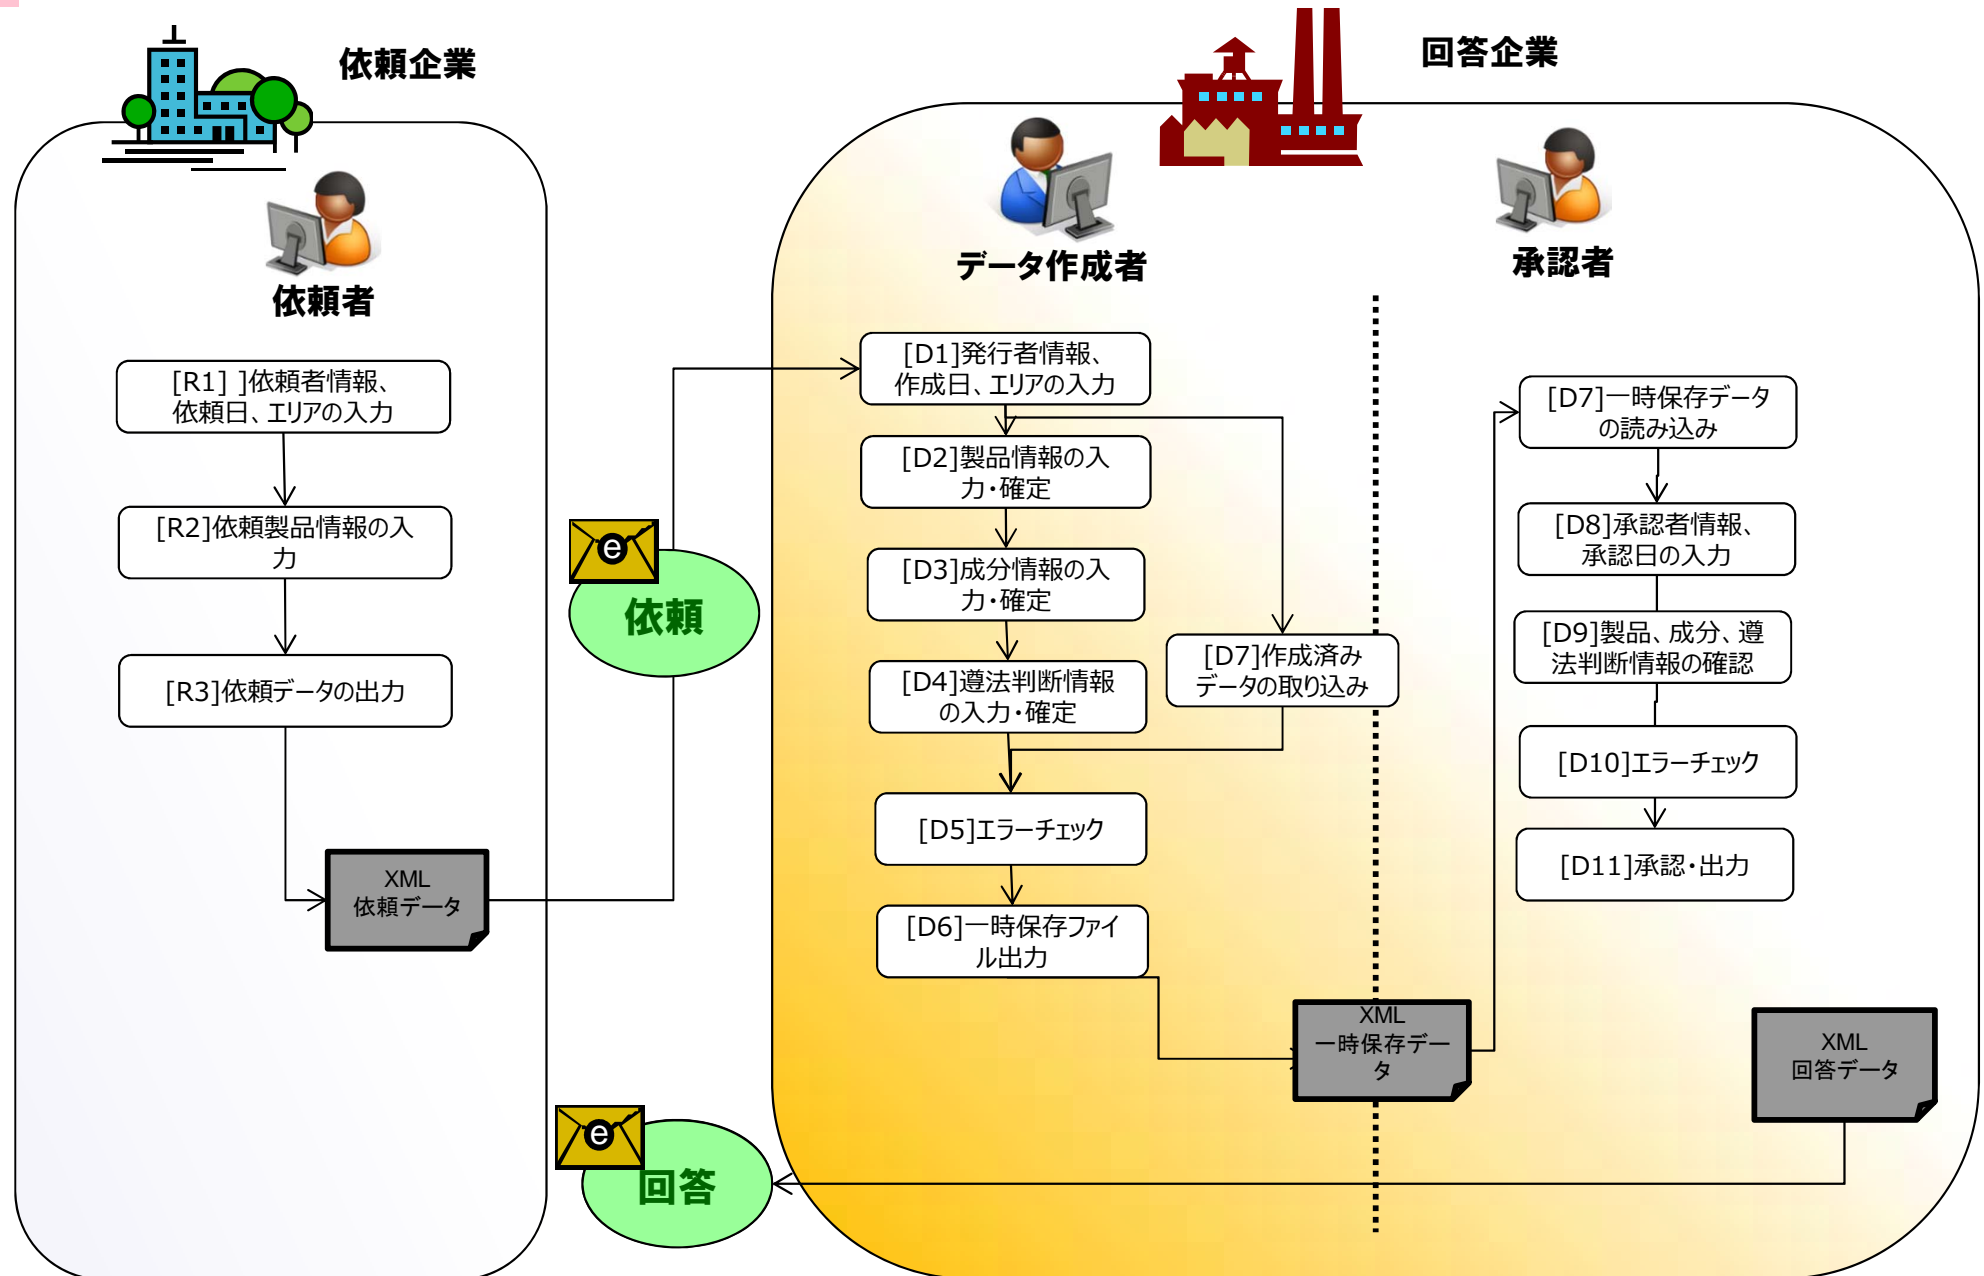 依頼企業
依頼者
[R1] ]依頼者情報、
依頼日、エリアの入力
[R2]依頼製品情報の入
力
[R3]依頼データの出力
XML
依頼データ
e
依頼
回答企業
データ作成者
[D1]発行者情報、
作成日、エリアの入力
[D2]製品情報の入
力・確定
[D3]成分情報の入
力・確定
[D4]遵法判断情報
の入力・確定
[D7]作成済み
データの取り込み
[D5]エラーチェック
[D6]一時保存ファイ
ル出力
XML
一時保存デー
タ
承認者
[D7]一時保存データ
の読み込み
[D8]承認者情報、
承認日の入力
[D9]製品、成分、遵
法判断情報の確認
[D10]エラーチェック
[D11]承認・出力
XML
回答データ
e
回答